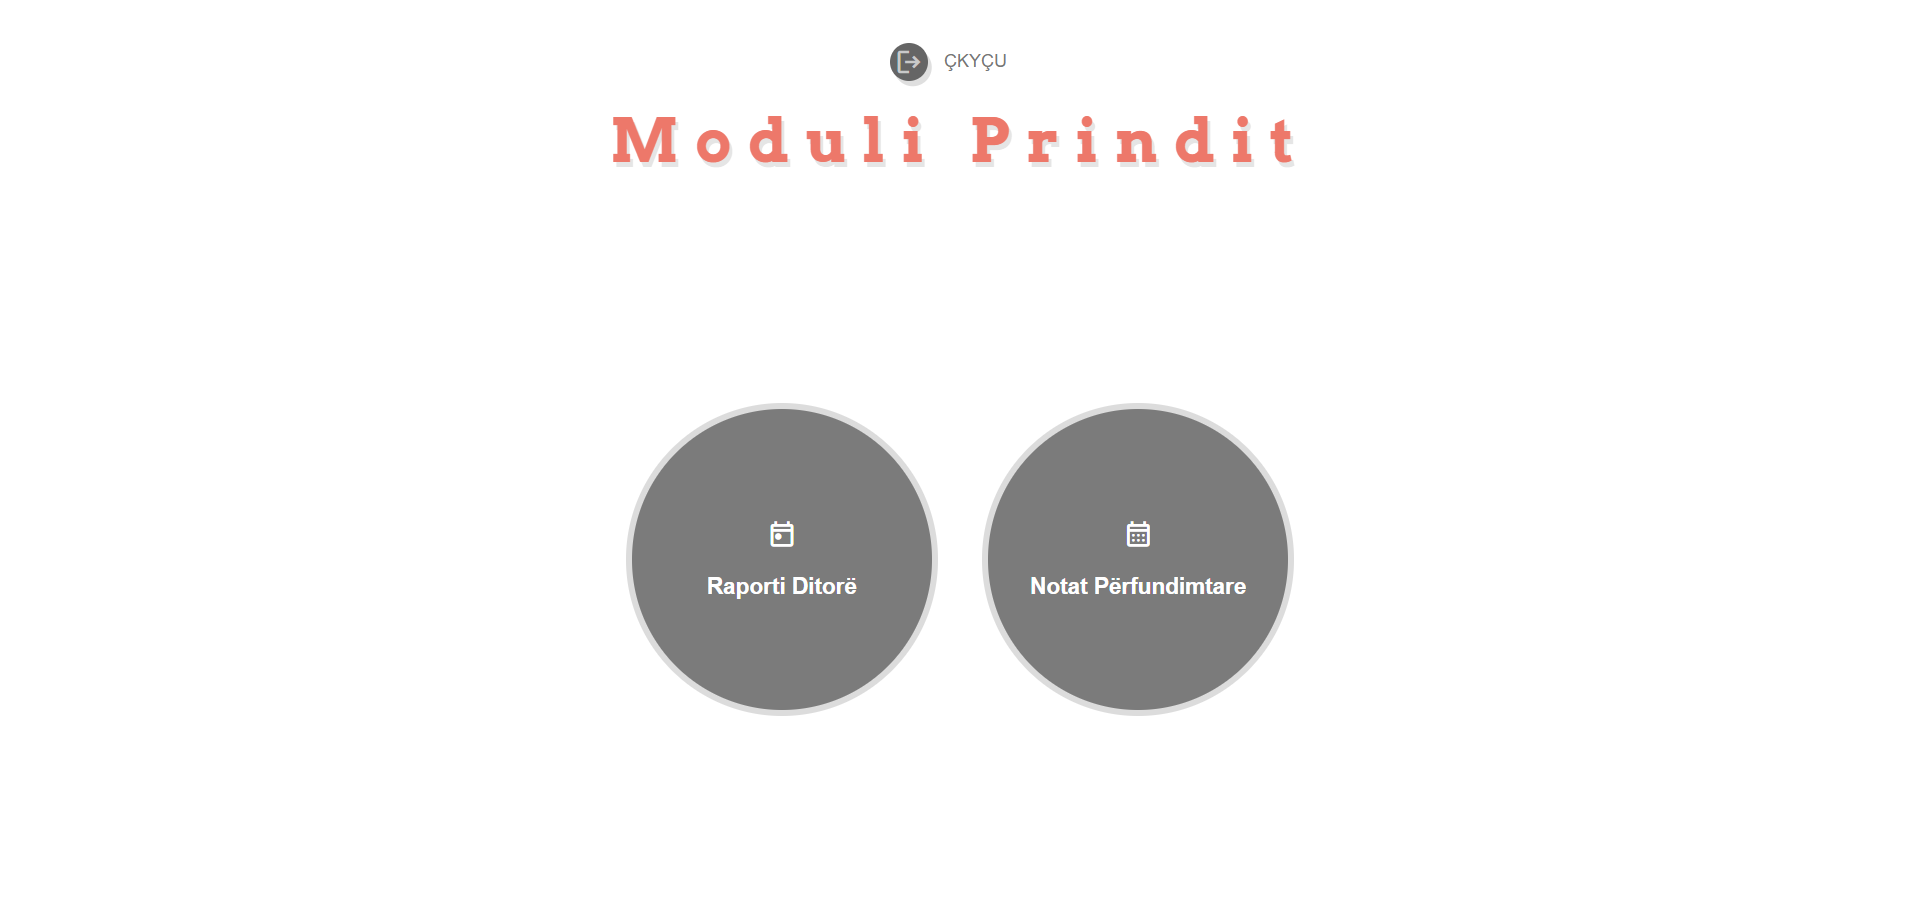 ÇKYÇU
Moduli Prindit
Raporti Ditorë
Notat Përfundimtare